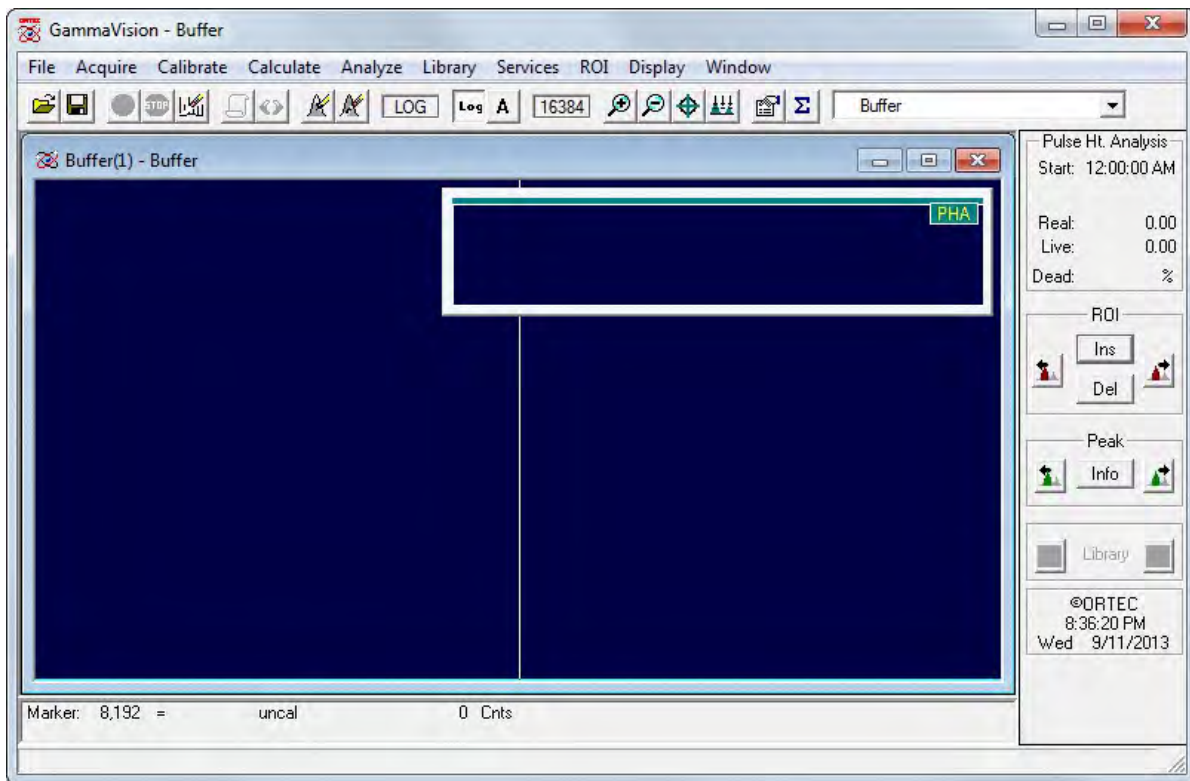 ORTEC
GammaVision - Buffer
File Acquire Calibrate Calculate Analyze Library Services ROI Display Window
STOP LOG Log A 16384 Σ Buffer
Buffer(1) - Buffer
PHA
Pulse Ht. Analysis
Start: 12:00:00 AM
Real: 0.00
Live: 0.00
Dead: %
ROI
Ins
Del
Peak
Info
Library
©ORTEC
8:36:20 PM
Wed 9/11/2013
Marker: 8,192 = uncal 0 Cnts